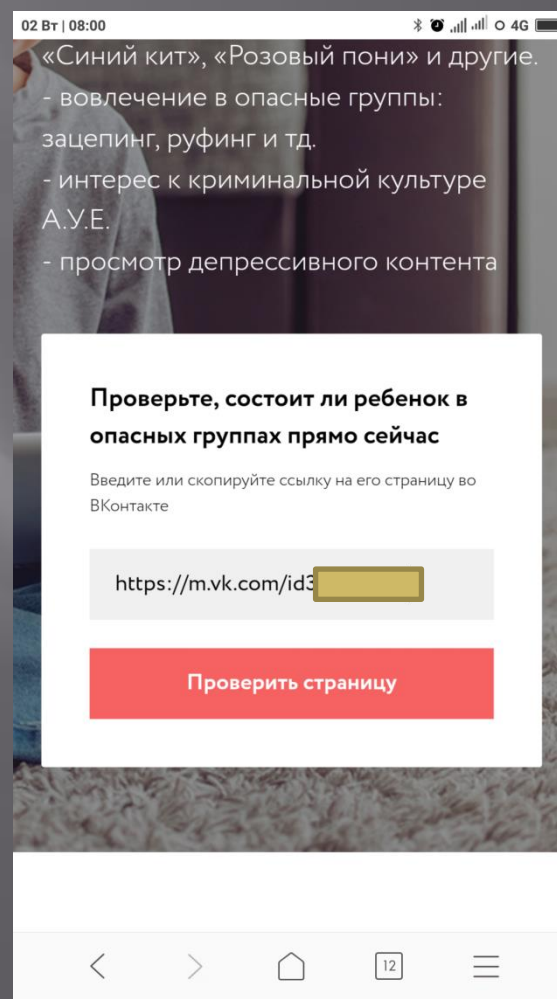 02 Вт | 08:00 4G
«Синий кит», «Розовый пони» и другие.
- вовлечение в опасные группы:
зацепинг, руфинг и тд.
- интерес к криминальной культуре
А.У.Е.
- просмотр депрессивного контента
Проверьте, состоит ли ребенок в
опасных группах прямо сейчас
Введите или скопируйте ссылку на его страницу во
ВКонтакте
https://m.vk.com/id3
Проверить страницу
12